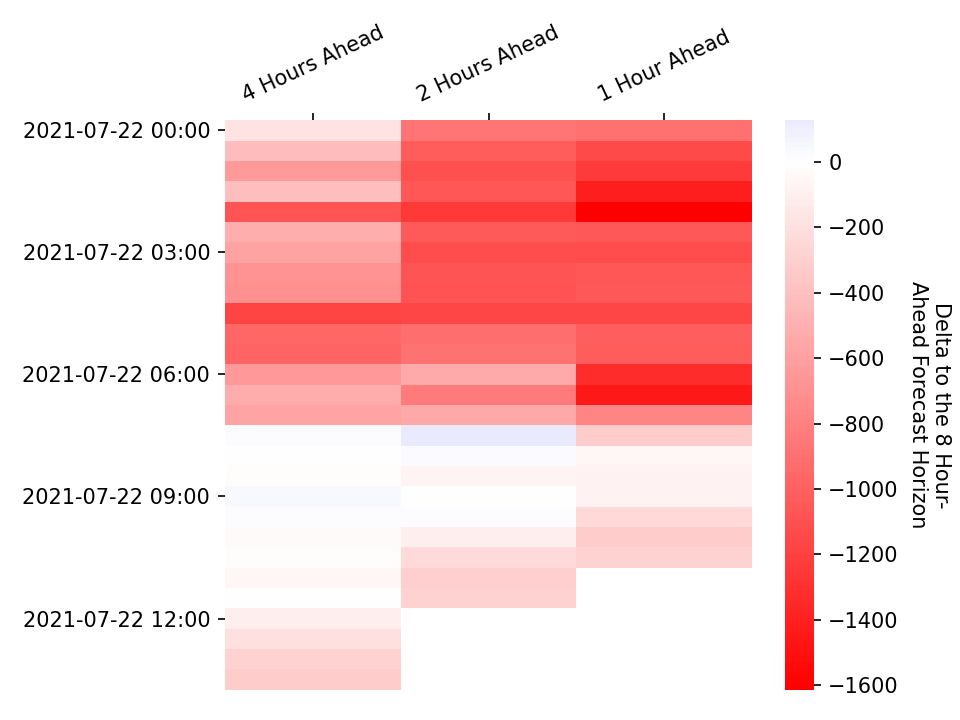 4 Hours Ahead
2 Hours Ahead
1 Hour Ahead
2021-07-22 00:00
2021-07-22 03:00
2021-07-22 06:00
2021-07-22 09:00
2021-07-22 12:00
0
−200
−400
−600
−800
−1000
−1200
−1400
−1600
Delta to the 8 Hour-
Ahead Forecast Horizon